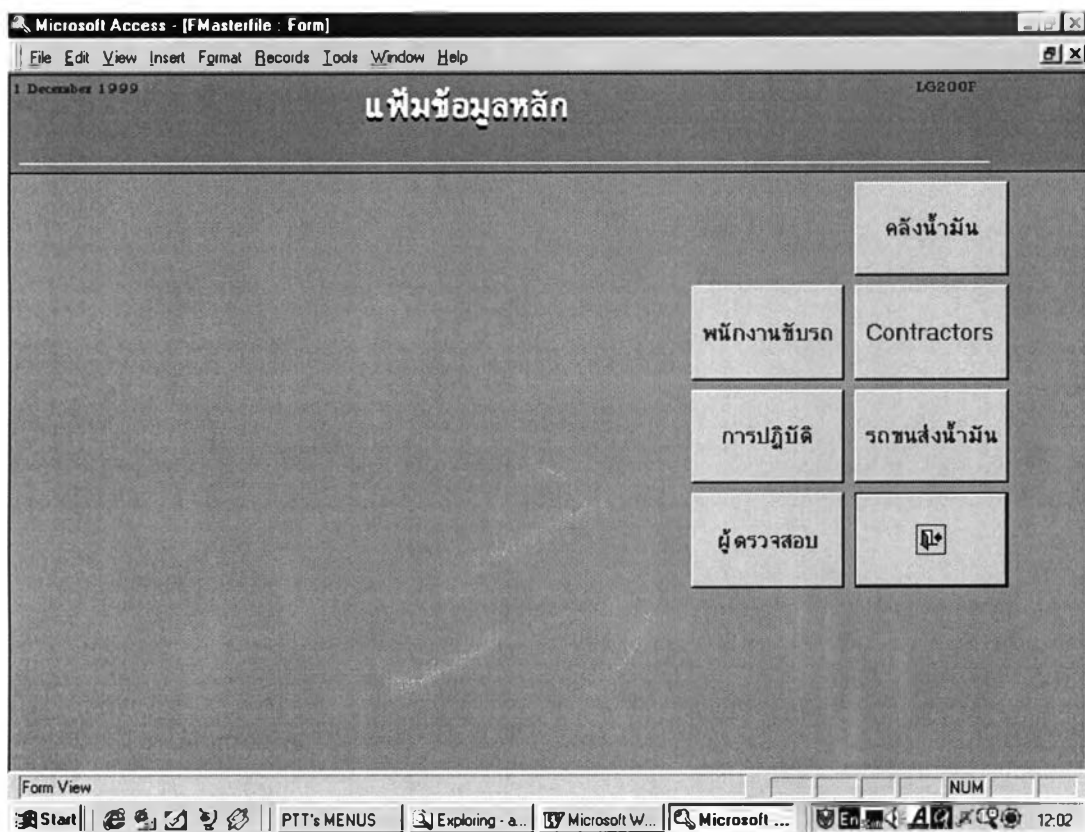 Microsoft Access - [FMasterfile : Form]
File Edit View Insert Format Records Tools Window Help
1 December 1999
LG200F
แฟ้มข้อมูลหลัก
คลังน้ำมัน
พนักงานขับรถ
Contractors
การปฏิบัติ
รถขนส่งน้ำมัน
ผู้ตรวจสอบ
Form View
NUM
Start
PTT's MENUS
Exploring - a...
Microsoft W...
Microsoft ...
En
12:02